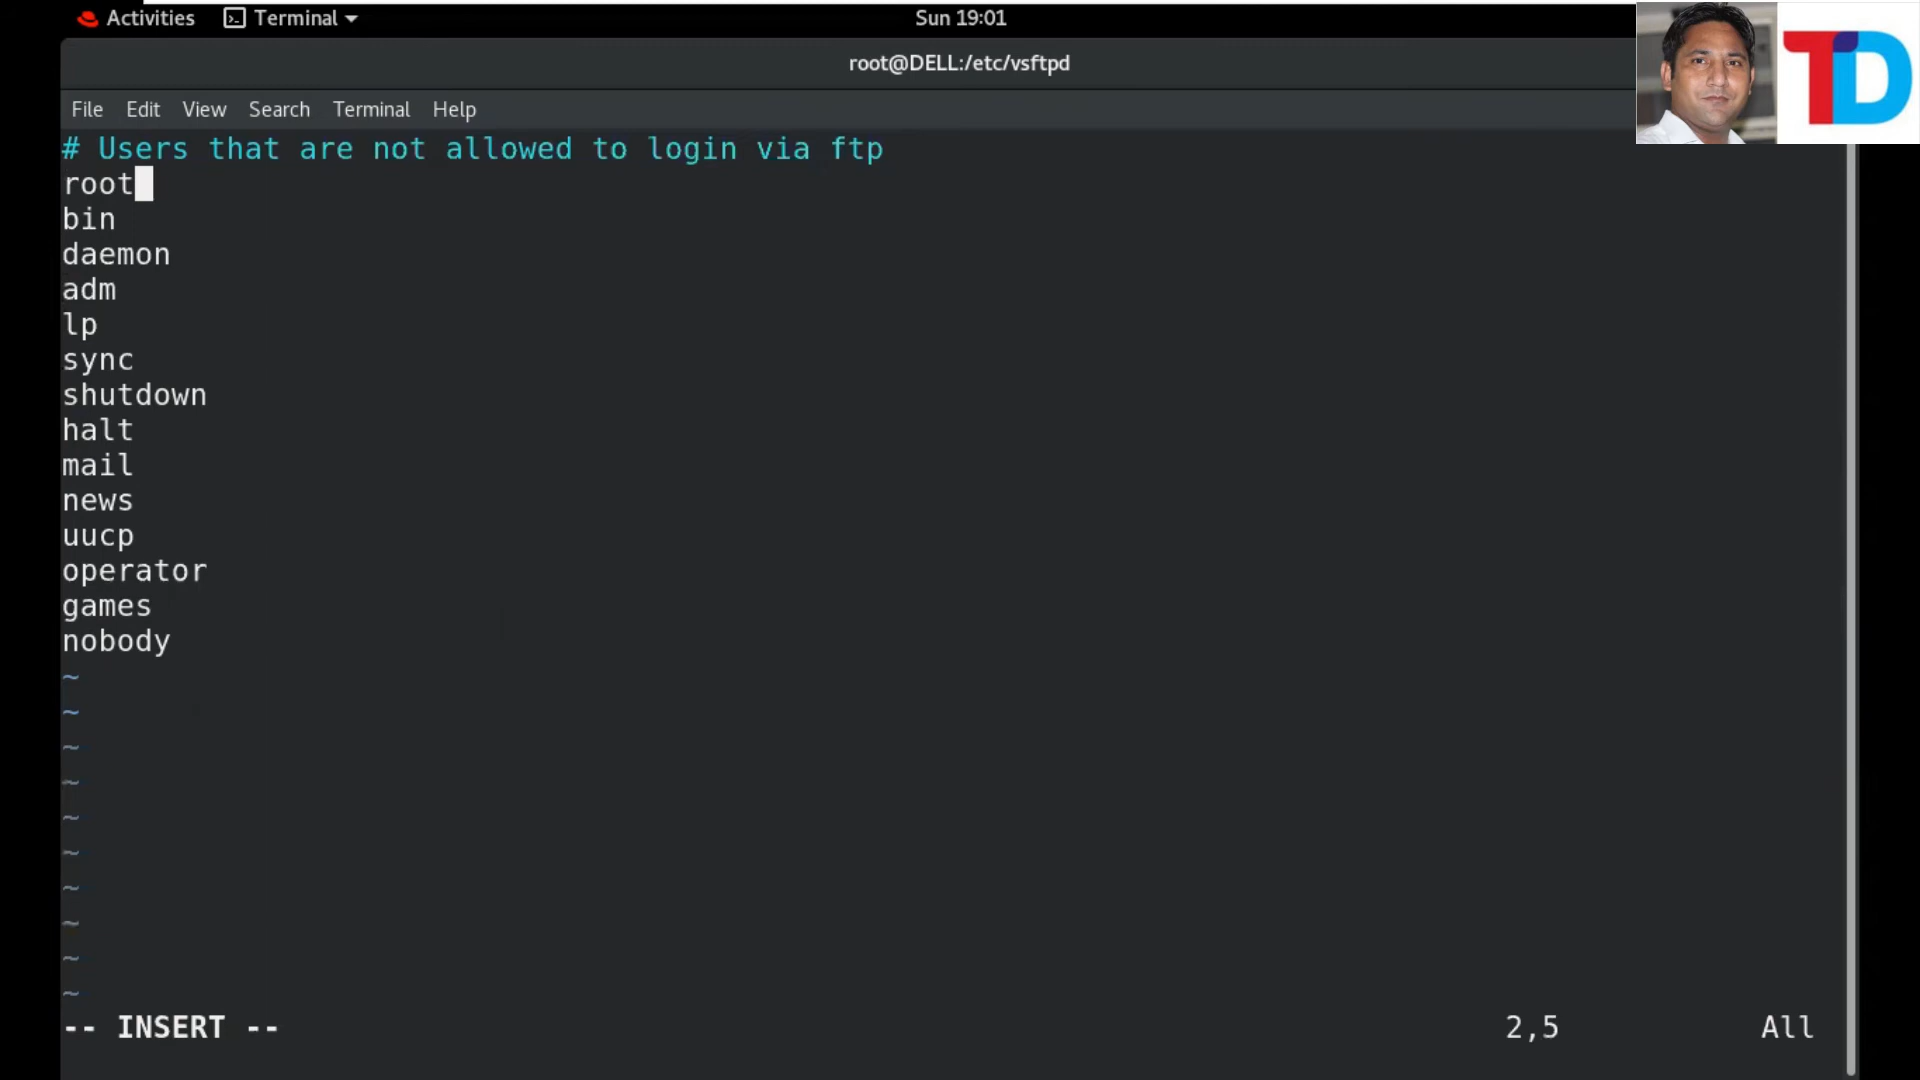 Activities Terminal Sun 19:01
root@DELL:/etc/vsftpd
TD
File Edit View Search Terminal Help
# Users that are not allowed to login via ftp
root
bin
daemon
adm
lp
sync
shutdown
halt
mail
news
uucp
operator
games
nobody
~
~
~
~
~
~
~
~
~
~
-- INSERT -- 2,5 All